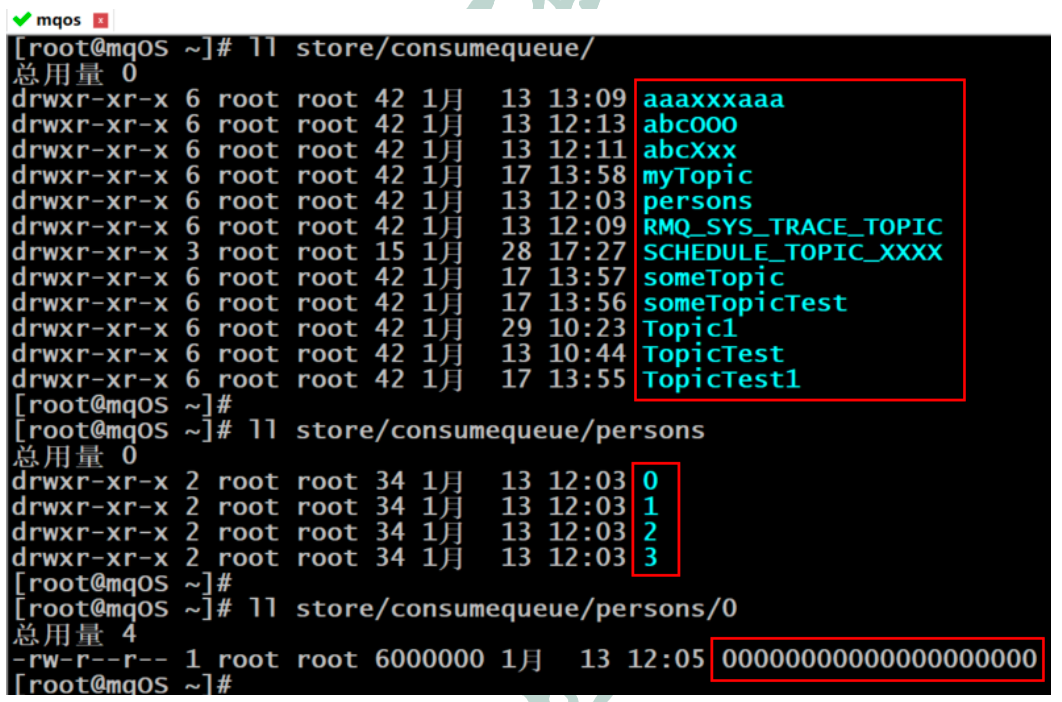 mqos
[root@mqOS ~]# ll store/consumequeue/
总用量 0
drwxr-xr-x 6 root root 42 1月 13 13:09 aaaxxxaaa
drwxr-xr-x 6 root root 42 1月 13 12:13 abcOOO
drwxr-xr-x 6 root root 42 1月 13 12:11 abcXxx
drwxr-xr-x 6 root root 42 1月 17 13:58 myTopic
drwxr-xr-x 6 root root 42 1月 13 12:03 persons
drwxr-xr-x 6 root root 42 1月 13 12:09 RMQ_SYS_TRACE_TOPIC
drwxr-xr-x 3 root root 15 1月 28 17:27 SCHEDULE_TOPIC_XXXX
drwxr-xr-x 6 root root 42 1月 17 13:57 someTopic
drwxr-xr-x 6 root root 42 1月 17 13:56 someTopicTest
drwxr-xr-x 6 root root 42 1月 29 10:23 Topic1
drwxr-xr-x 6 root root 42 1月 13 10:44 TopicTest
drwxr-xr-x 6 root root 42 1月 17 13:55 TopicTest1
[root@mqOS ~]#
[root@mqOS ~]# ll store/consumequeue/persons
总用量 0
drwxr-xr-x 2 root root 34 1月 13 12:03 0
drwxr-xr-x 2 root root 34 1月 13 12:03 1
drwxr-xr-x 2 root root 34 1月 13 12:03 2
drwxr-xr-x 2 root root 34 1月 13 12:03 3
[root@mqOS ~]#
[root@mqOS ~]# ll store/consumequeue/persons/0
总用量 4
-rw-r--r-- 1 root root 6000000 1月 13 12:05 00000000000000000000
[root@mqOS ~]#